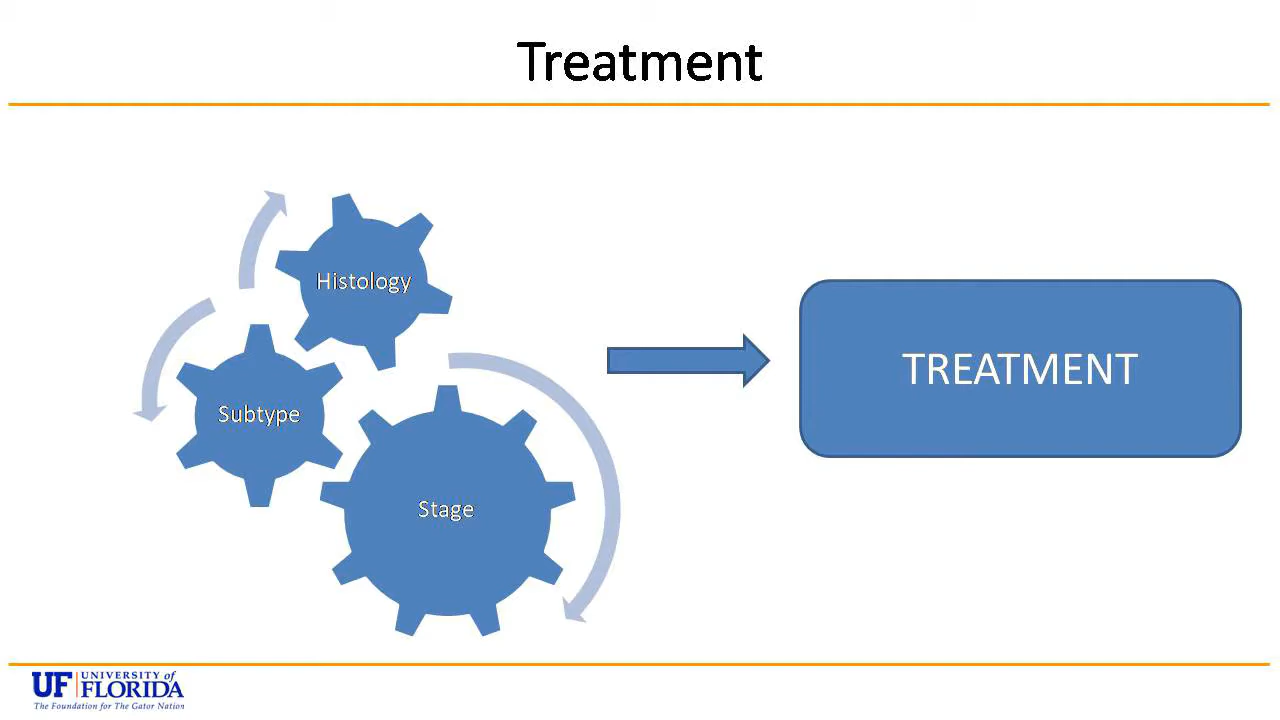 Treatment
Histology
Subtype
Stage
TREATMENT
UF UNIVERSITY of
FLORIDA
The Foundation for The Gator Nation